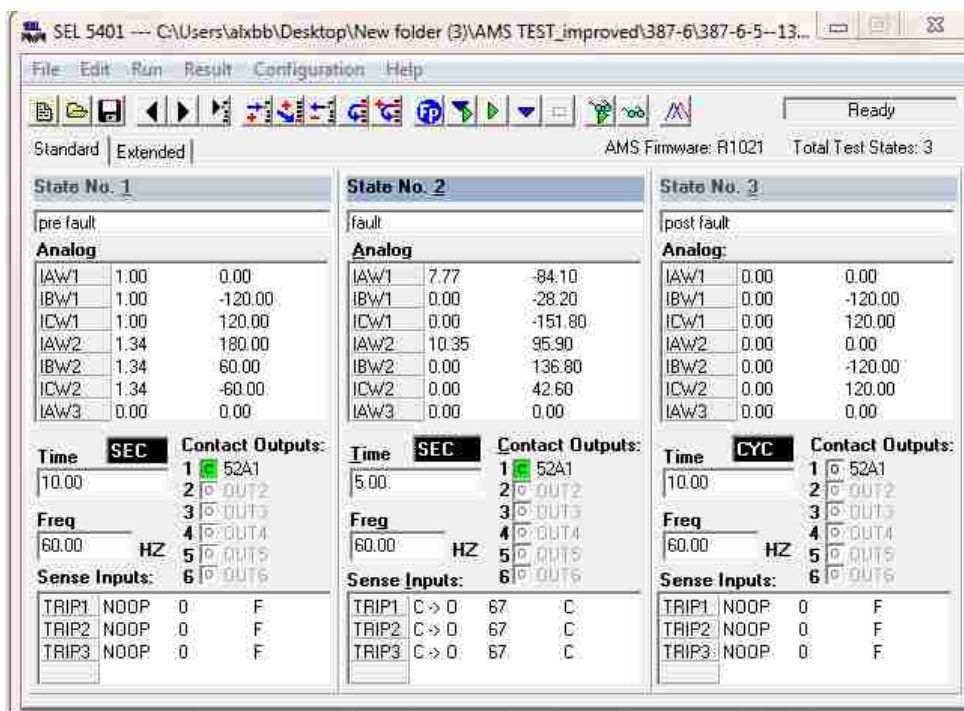 SEL 5401 --- C:\Users\alxbb\Desktop\New folder (3)\AMS TEST_improved\387-6\387-6-5--13...
File Edit Run Result Configuration Help
FP
Ready
Standard Extended
AMS Firmware: R1021 Total Test States: 3
State No. 1
pre fault
Analog
IAW1 1.00 0.00
IBW1 1.00 -120.00
ICW1 1.00 120.00
IAW2 1.34 180.00
IBW2 1.34 60.00
ICW2 1.34 -60.00
IAW3 0.00 0.00
Time SEC
10.00
Freq
60.00 HZ
Contact Outputs:
1 C 52A1
2 O OUT2
3 O OUT3
4 O OUT4
5 O OUT5
6 O OUT6
Sense Inputs:
TRIP1 NOOP 0 F
TRIP2 NOOP 0 F
TRIP3 NOOP 0 F
State No. 2
fault
Analog
IAW1 7.77 -84.10
IBW1 0.00 -28.20
ICW1 0.00 -151.80
IAW2 10.35 95.90
IBW2 0.00 136.80
ICW2 0.00 42.60
IAW3 0.00 0.00
Time SEC
5.00
Freq
60.00 HZ
Contact Outputs:
1 C 52A1
2 O OUT2
3 O OUT3
4 O OUT4
5 O OUT5
6 O OUT6
Sense Inputs:
TRIP1 C -> O 67 C
TRIP2 C -> O 67 C
TRIP3 C -> O 67 C
State No. 3
post fault
Analog:
IAW1 0.00 0.00
IBW1 0.00 -120.00
ICW1 0.00 120.00
IAW2 0.00 0.00
IBW2 0.00 -120.00
ICW2 0.00 120.00
IAW3 0.00 0.00
Time CYC
10.00
Freq
60.00 HZ
Contact Outputs:
1 O 52A1
2 O OUT2
3 O OUT3
4 O OUT4
5 O OUT5
6 O OUT6
Sense Inputs:
TRIP1 NOOP 0 F
TRIP2 NOOP 0 F
TRIP3 NOOP 0 F